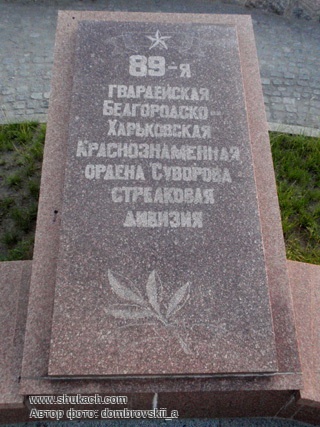 89-я
гвардейская
Белгородско-
Харьковская
Краснознаменная
ордена Суворова
стрелковая
дивизия
www.shukach.com
Автор фото: dombrovskii_a